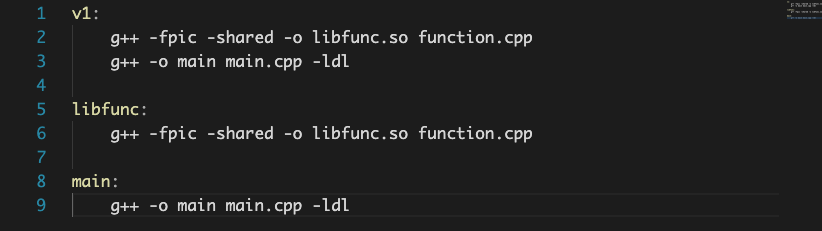 1 v1:
2 g++ -fpic -shared -o libfunc.so function.cpp
3 g++ -o main main.cpp -ldl
4
5 libfunc:
6 g++ -fpic -shared -o libfunc.so function.cpp
7
8 main:
9 g++ -o main main.cpp -ldl